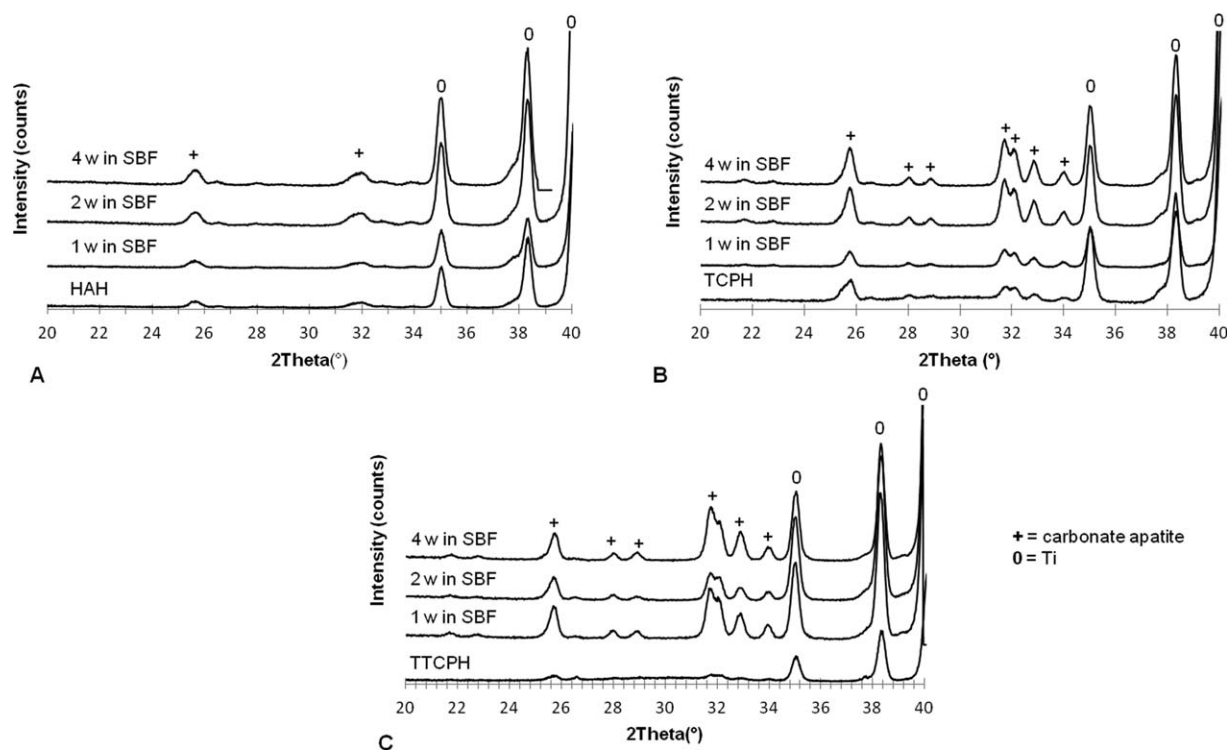 0
0
0
Intensity (counts)
+
+
4 w in SBF
2 w in SBF
1 w in SBF
HAH
20 22 24 26 28 30 32 34 36 38 40
2Theta(°)
A
0
0
0
Intensity (counts)
+ + + + + + +
4 w in SBF
2 w in SBF
1 w in SBF
TCPH
20 22 24 26 28 30 32 34 36 38 40
2Theta (°)
B
0
0
0
Intensity (counts)
+ + + + + +
4 w in SBF
2 w in SBF
1 w in SBF
TTCPH
20 22 24 26 28 30 32 34 36 38 40
2Theta(°)
C
+ = carbonate apatite
0 = Ti